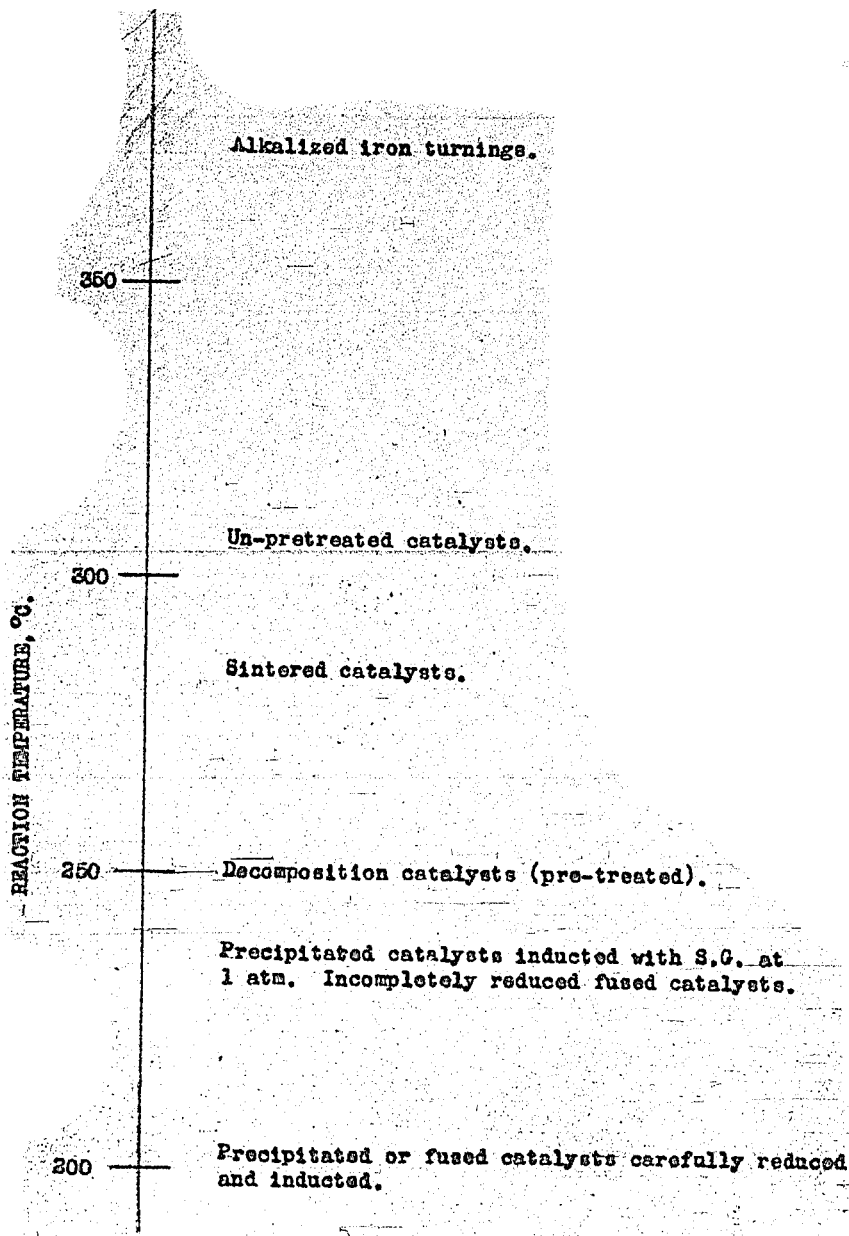 Alkalized iron turnings.
350
Un-pretreated catalysts.
300
Sintered catalysts.
REACTION TEMPERATURE, °C.
250
Decomposition catalysts (pre-treated).
Precipitated catalysts inducted with S.G. at
1 atm. Incompletely reduced fused catalysts.
200
Precipitated or fused catalysts carefully reduced
and inducted.